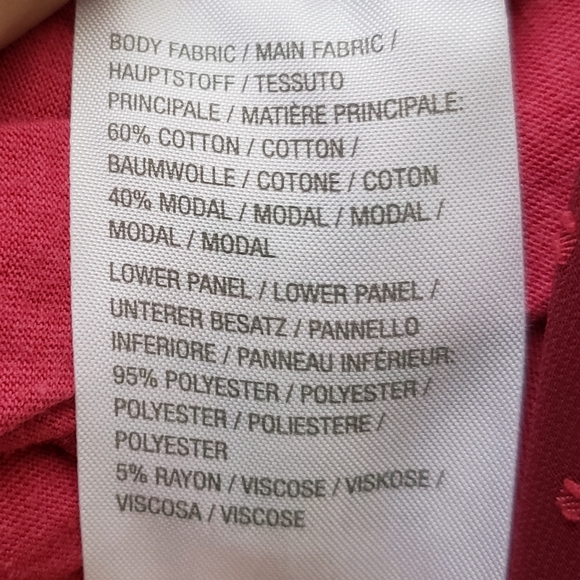 BODY FABRIC / MAIN FABRIC /
HAUPTSTOFF / TESSUTO
PRINCIPALE / MATIÈRE PRINCIPALE:
60% COTTON / COTTON /
BAUMWOLLE / COTONE / COTON
40% MODAL / MODAL / MODAL /
MODAL / MODAL
LOWER PANEL / LOWER PANEL /
UNTERER BESATZ / PANNELLO
INFERIORE / PANNEAU INFÉRIEUR:
95% POLYESTER / POLYESTER /
POLYESTER / POLIESTERE /
POLYESTER
5% RAYON / VISCOSE / VISKOSE /
VISCOSA / VISCOSE